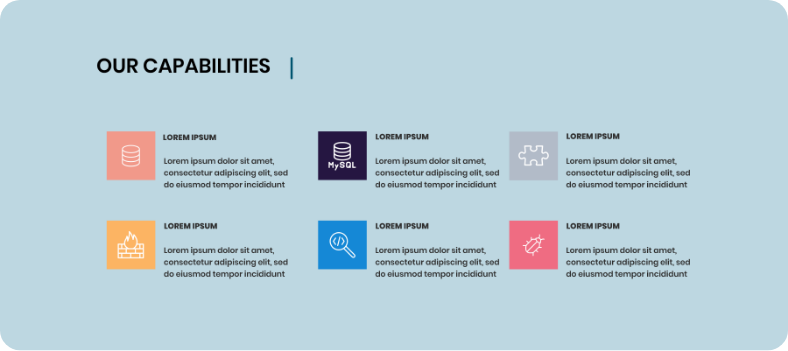 OUR CAPABILITIES
LOREM IPSUM
Lorem ipsum dolor sit amet,
consectetur adipiscing elit, sed
do eiusmod tempor incididunt
MySQL
LOREM IPSUM
Lorem ipsum dolor sit amet,
consectetur adipiscing elit, sed
do eiusmod tempor incididunt
LOREM IPSUM
Lorem ipsum dolor sit amet,
consectetur adipiscing elit, sed
do eiusmod tempor incididunt
LOREM IPSUM
Lorem ipsum dolor sit amet,
consectetur adipiscing elit, sed
do eiusmod tempor incididunt
LOREM IPSUM
Lorem ipsum dolor sit amet,
consectetur adipiscing elit, sed
do eiusmod tempor incididunt
LOREM IPSUM
Lorem ipsum dolor sit amet,
consectetur adipiscing elit, sed
do eiusmod tempor incididunt